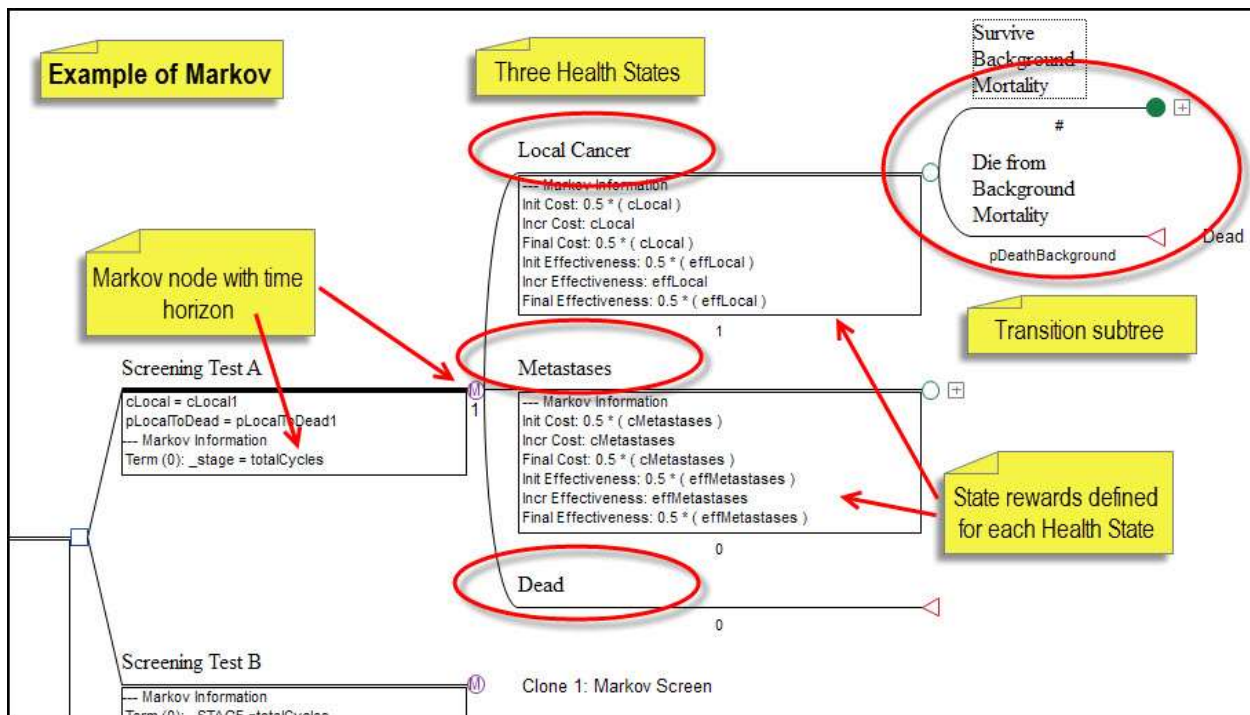 Example of Markov
Three Health States
Survive
Background
Mortality
#
Die from
Background
Mortality
Dead
pDeathBackground
Transition subtree
Local Cancer
--- Markov Information
Init Cost: 0.5 * ( cLocal )
Incr Cost: cLocal
Final Cost: 0.5 * ( cLocal )
Init Effectiveness: 0.5 * ( effLocal )
Incr Effectiveness: effLocal
Final Effectiveness: 0.5 * ( effLocal )
1
Markov node with time
horizon
Screening Test A
cLocal = cLocal1
pLocalToDead = pLocalToDead1
--- Markov Information
Term (0): _stage = totalCycles
M
1
Metastases
--- Markov Information
Init Cost: 0.5 * ( cMetastases )
Incr Cost: cMetastases
Final Cost: 0.5 * ( cMetastases )
Init Effectiveness: 0.5 * ( effMetastases )
Incr Effectiveness: effMetastases
Final Effectiveness: 0.5 * ( effMetastases )
0
State rewards defined
for each Health State
Dead
0
Screening Test B
--- Markov Information
Term (0): _STAGE=totalCycles
M
Clone 1: Markov Screen